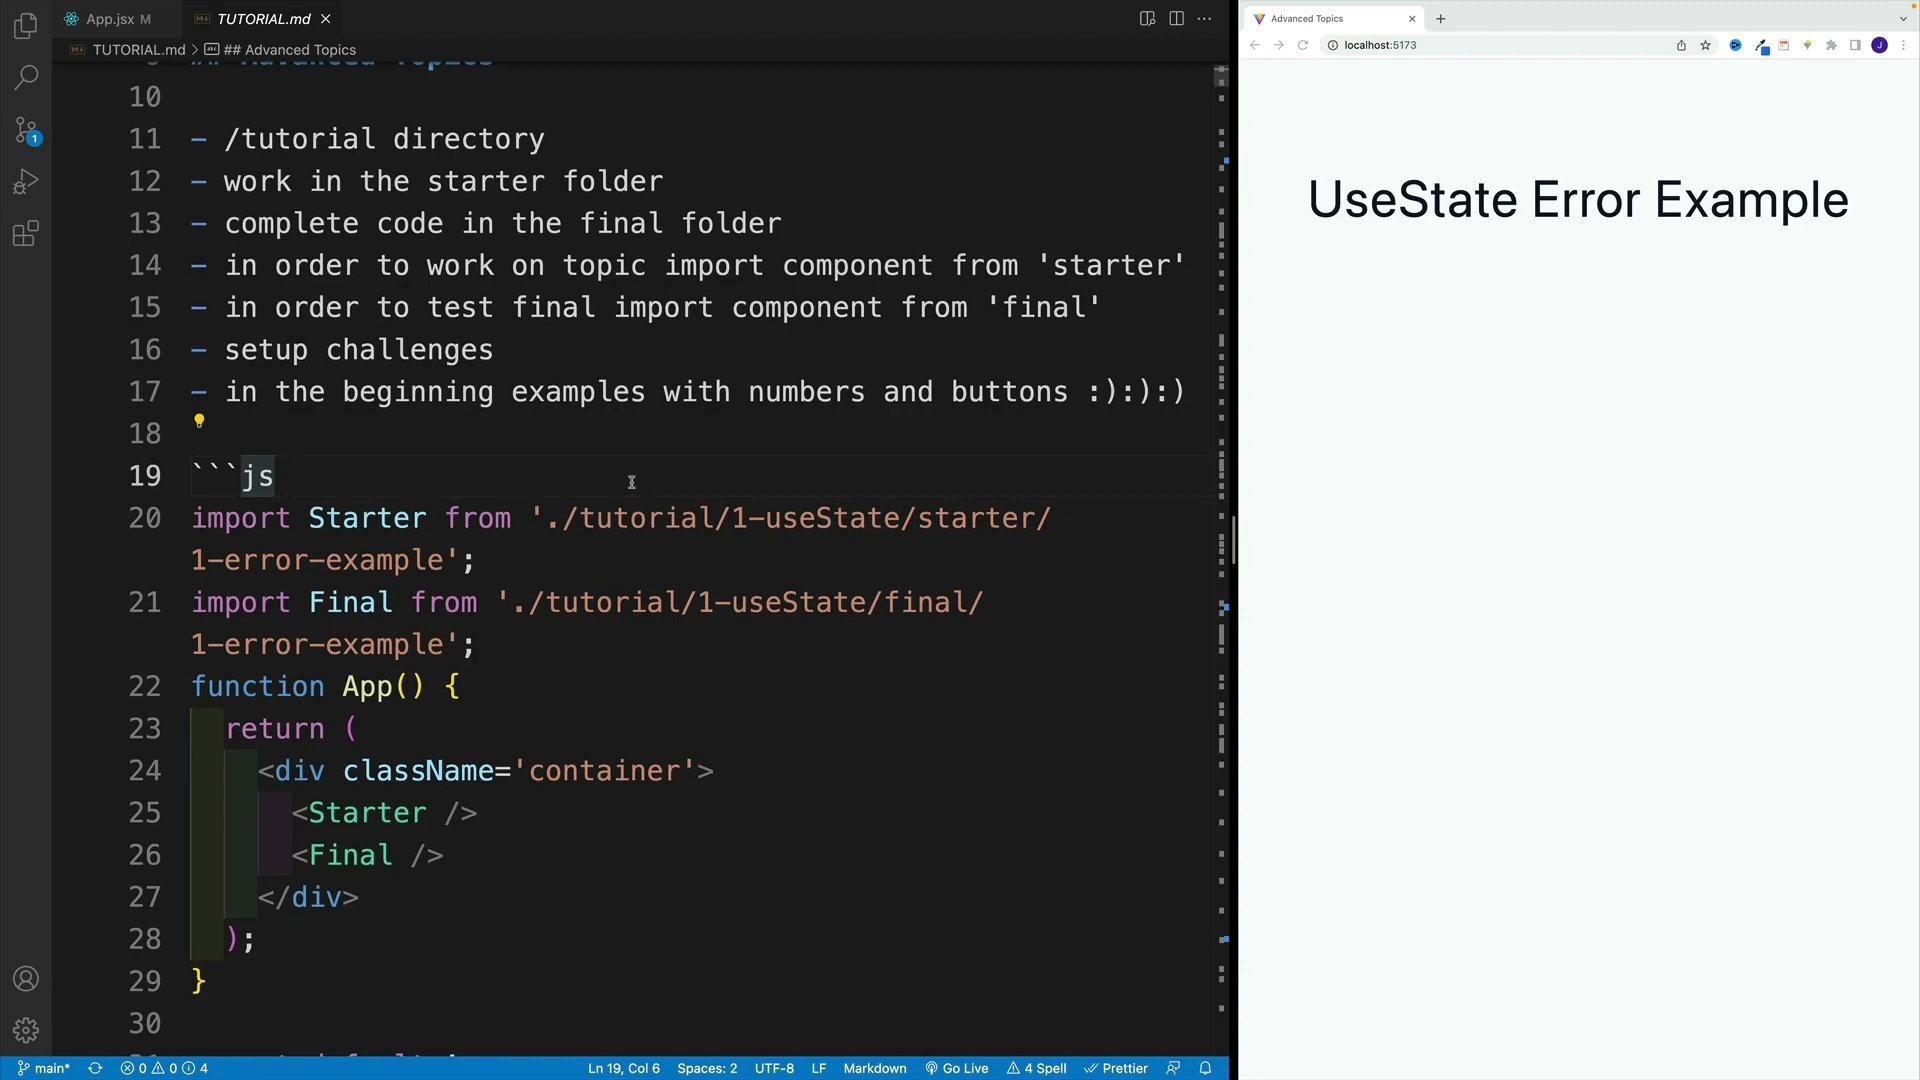 App.jsx M
TUTORIAL.md
TUTORIAL.md > ## Advanced Topics
## Advanced Topics
10
11 - /tutorial directory
12 - work in the starter folder
13 - complete code in the final folder
14 - in order to work on topic import component from 'starter'
15 - in order to test final import component from 'final'
16 - setup challenges
17 - in the beginning examples with numbers and buttons :):):)
18
19 ```js
20 import Starter from './tutorial/1-useState/starter/
1-error-example';
21 import Final from './tutorial/1-useState/final/
1-error-example';
22 function App() {
23 return (
24 <div className='container'>
25 <Starter />
26 <Final />
27 </div>
28 );
29 }
30
1
main* 0 0 4 Ln 19, Col 6 Spaces: 2 UTF-8 LF Markdown Go Live 4 Spell Prettier
Advanced Topics
localhost:5173
J
UseState Error Example